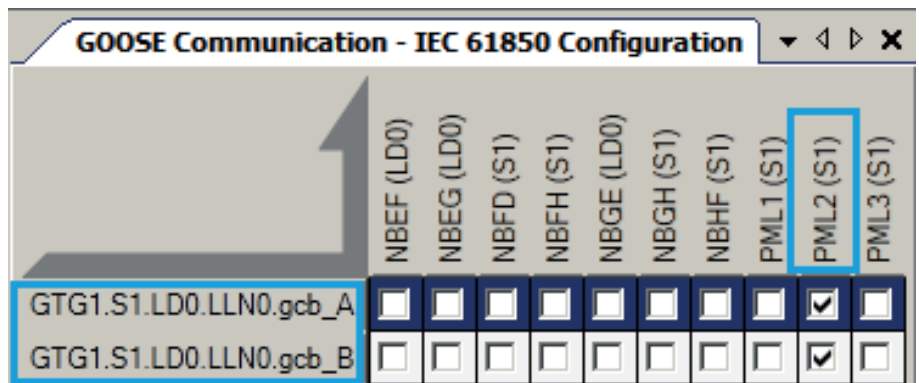 GOOSE Communication - IEC 61850 Configuration
NBEF (LD0)
NBEG (LD0)
NBFD (S1)
NBFH (S1)
NBGE (LD0)
NBGH (S1)
NBHF (S1)
PML1 (S1)
PML2 (S1)
PML3 (S1)
GTG1.S1.LD0.LLN0.gcb_A
GTG1.S1.LD0.LLN0.gcb_B